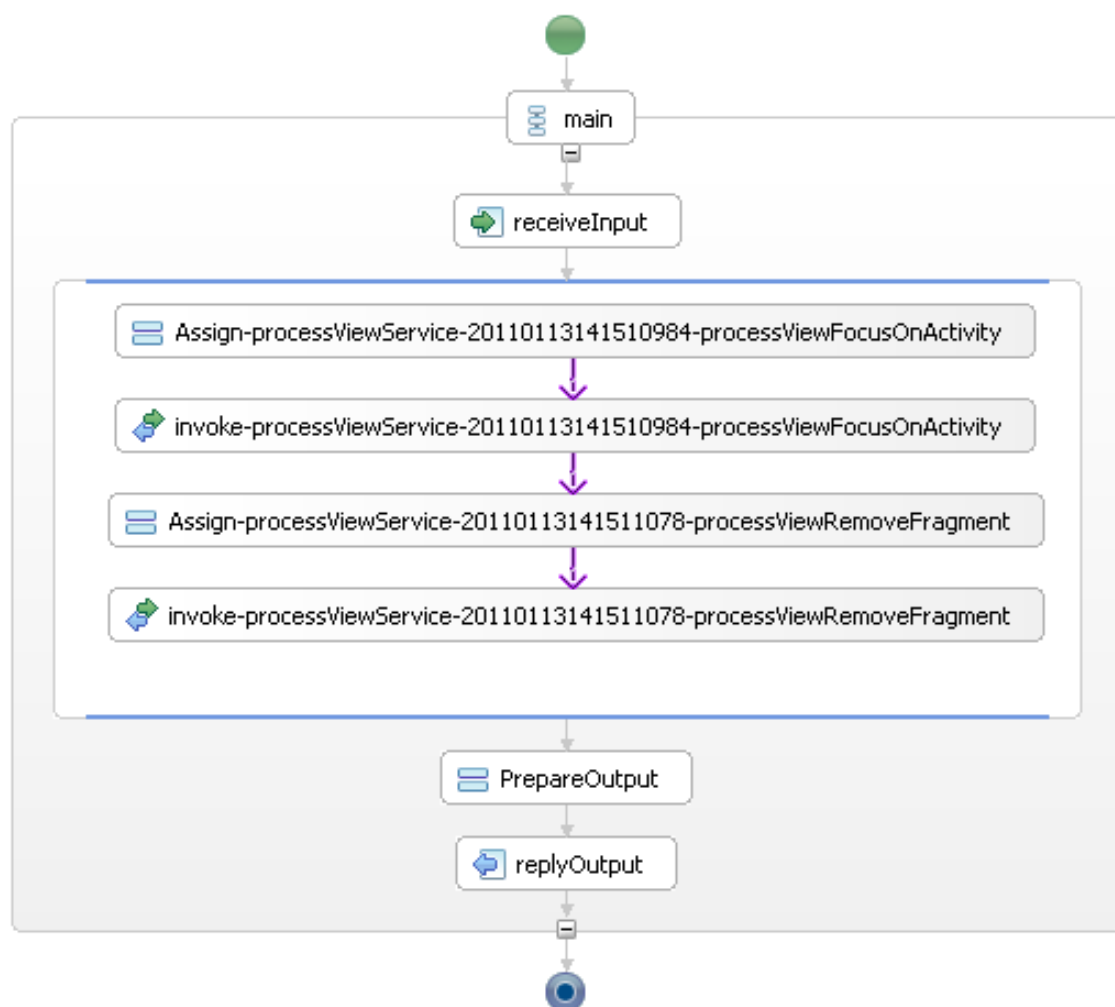 main
receiveInput
Assign-processViewService-20110113141510984-processViewFocusOnActivity
invoke-processViewService-20110113141510984-processViewFocusOnActivity
Assign-processViewService-20110113141511078-processViewRemoveFragment
invoke-processViewService-20110113141511078-processViewRemoveFragment
PrepareOutput
replyOutput